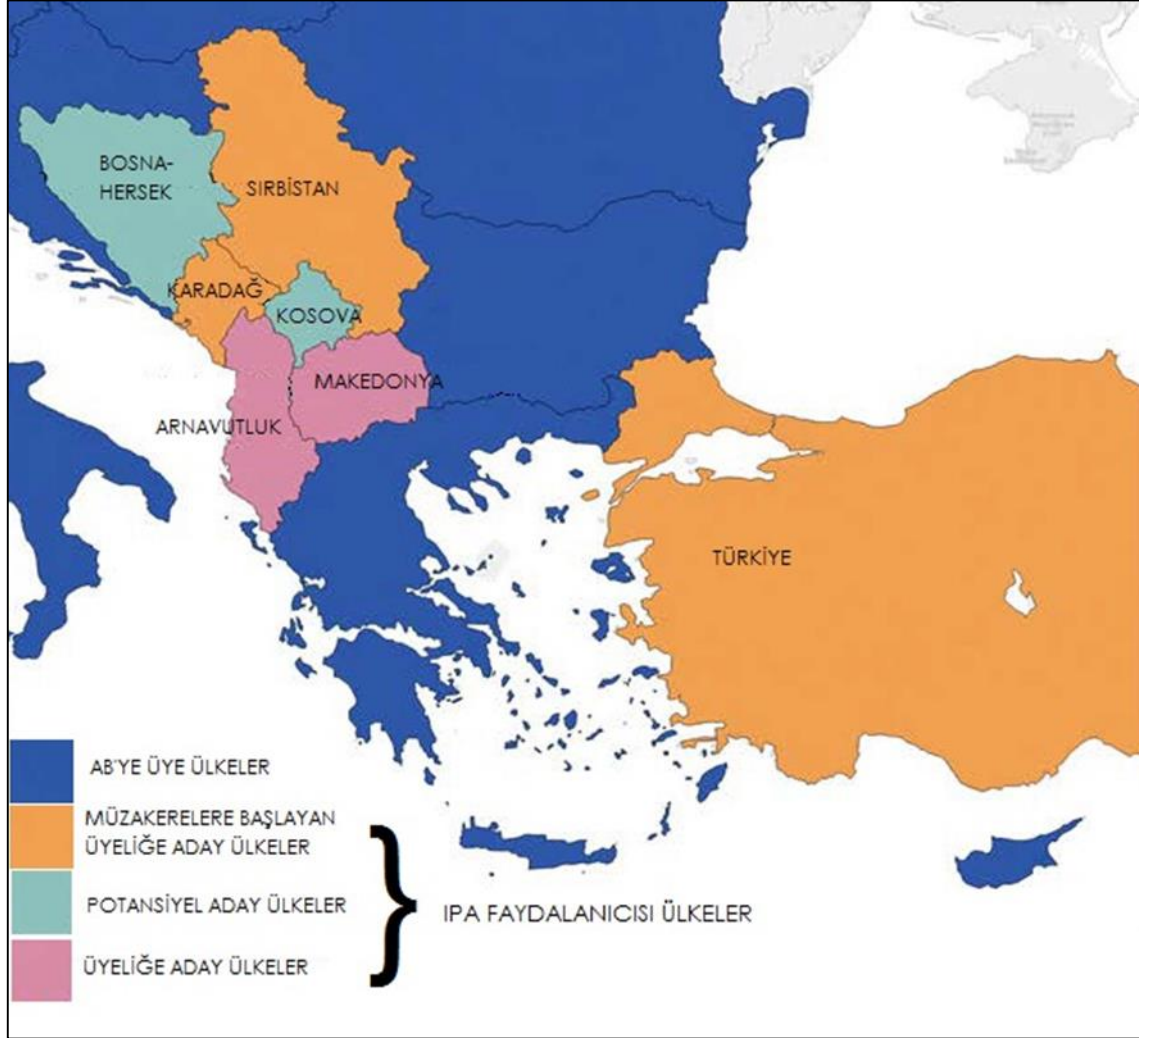 BOSNA-
HERSEK
SIRBİSTAN
KARADAĞ
KOSOVA
MAKEDONYA
ARNAVUTLUK
TÜRKİYE
AB'YE ÜYE ÜLKELER
MÜZAKERELERE BAŞLAYAN
ÜYELİĞE ADAY ÜLKELER
POTANSİYEL ADAY ÜLKELER
ÜYELİĞE ADAY ÜLKELER
IPA FAYDALANICISI ÜLKELER